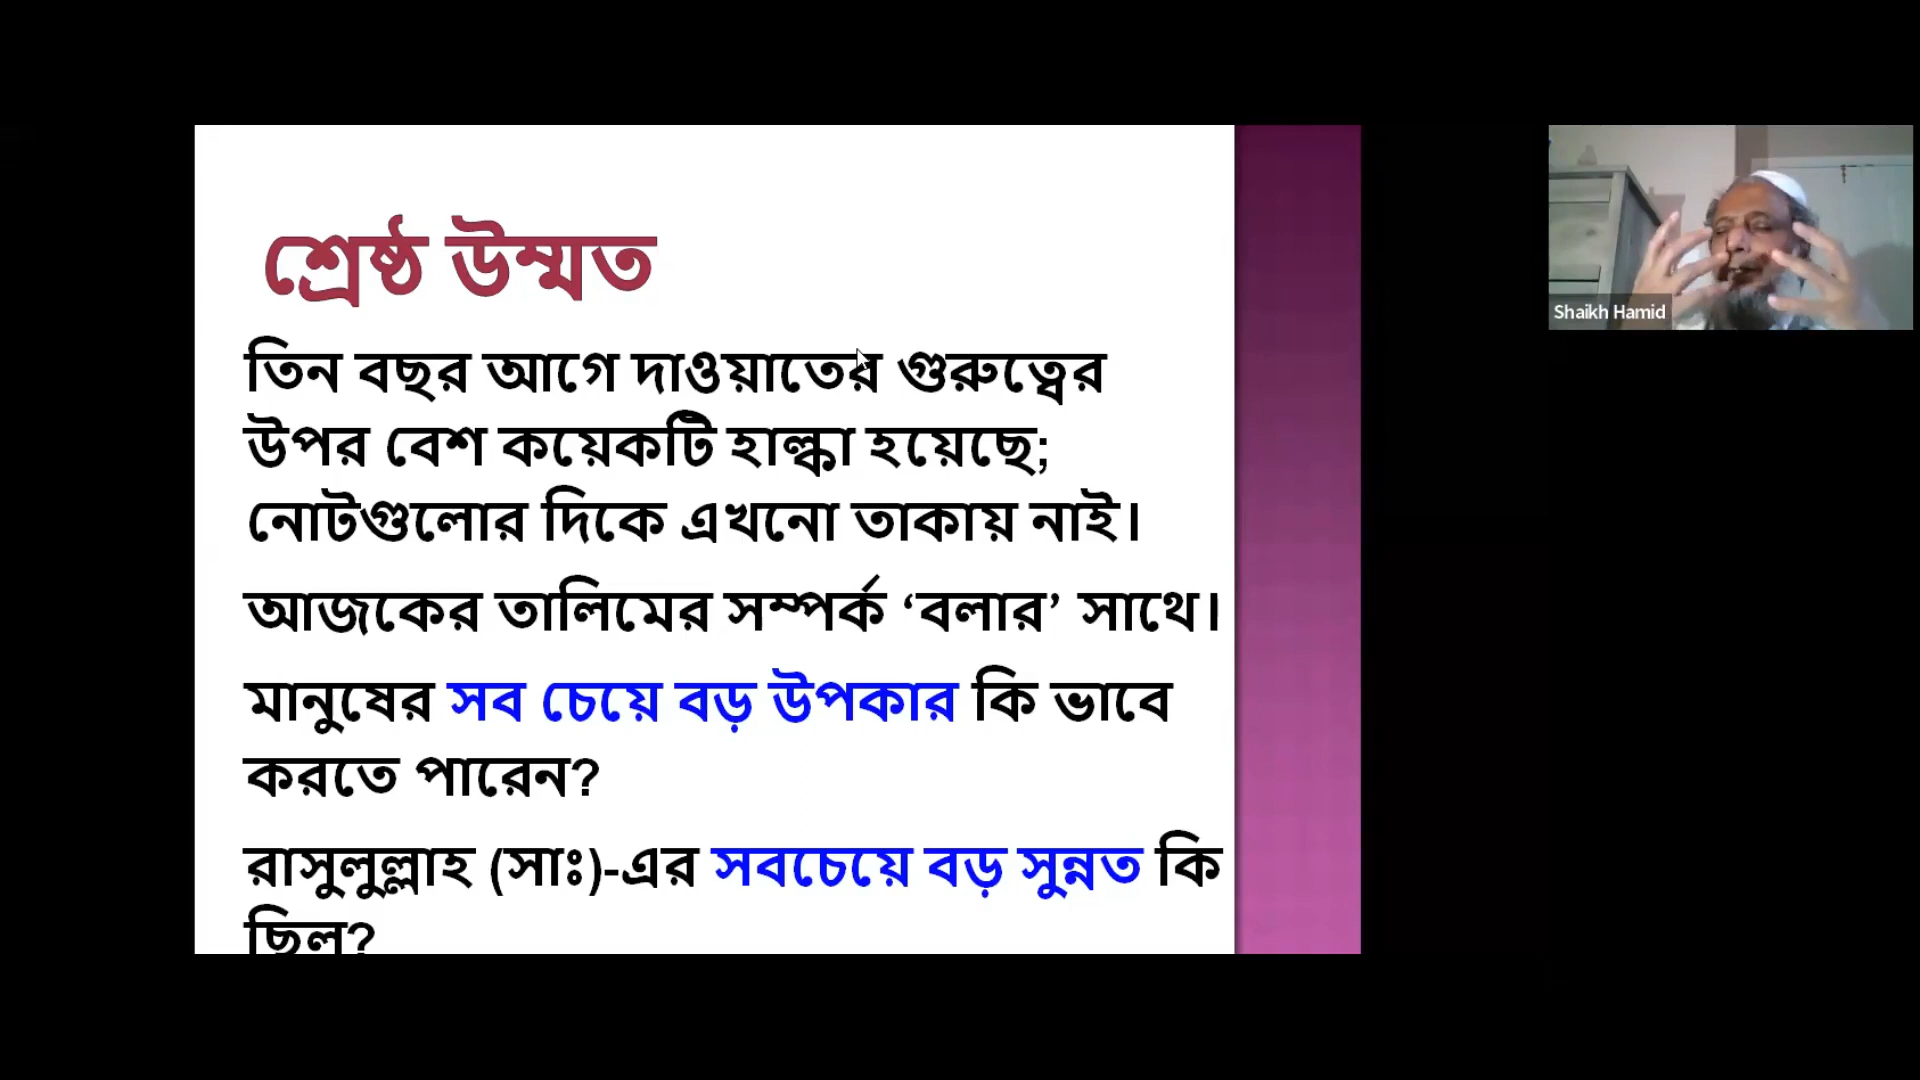 শ্রেষ্ঠ উম্মত
তিন বছর আগে দাওয়াতের গুরুত্বের
উপর বেশ কয়েকটি হাল্কা হয়েছে;
নোটগুলোর দিকে এখনো তাকায় নাই।
আজকের তালিমের সম্পর্ক ‘বলার’ সাথে।
মানুষের সব চেয়ে বড় উপকার কি ভাবে
করতে পারেন?
রাসুলুল্লাহ (সাঃ)-এর সবচেয়ে বড় সুন্নত কি
ছিল?
Shaikh Hamid